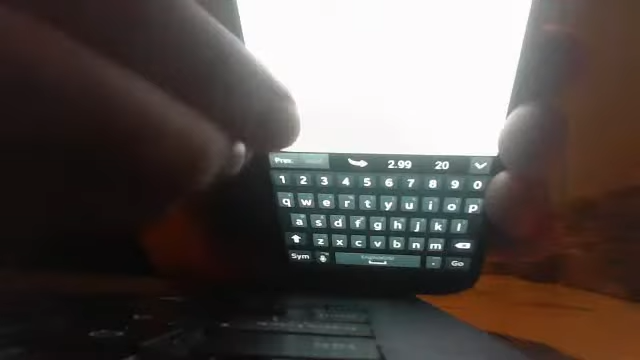 Prev. 2.99 20
1 2 3 4 5 6 7 8 9 0
q w e r t y u i o p
a s d f g h j k l
z x c v b n m
Sym . Go